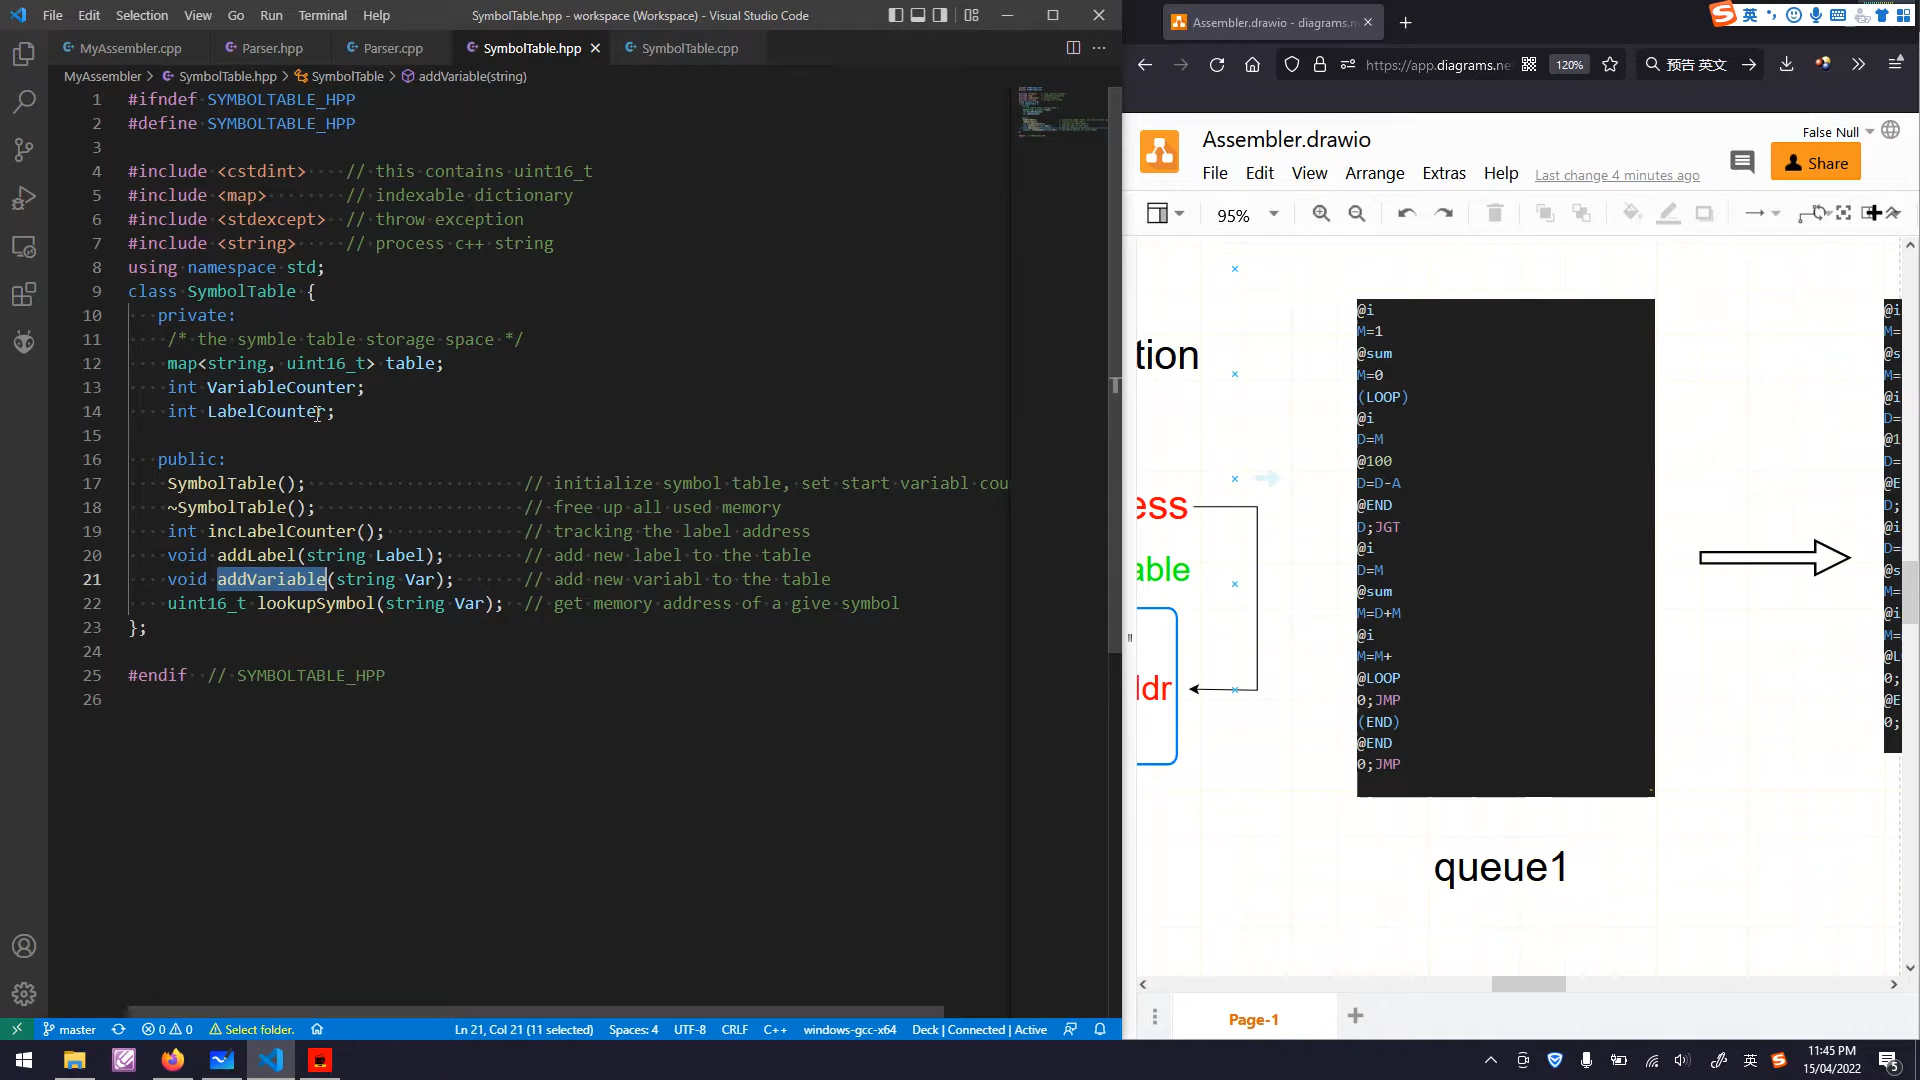 File Edit Selection View Go Run Terminal Help
SymbolTable.hpp - workspace (Workspace) - Visual Studio Code
MyAssembler.cpp Parser.hpp Parser.cpp SymbolTable.hpp SymbolTable.cpp
MyAssembler > SymbolTable.hpp > SymbolTable > addVariable(string)
1 #ifndef SYMBOLTABLE_HPP
2 #define SYMBOLTABLE_HPP
3
4 #include <cstdint> // this contains uint16_t
5 #include <map> // indexable dictionary
6 #include <stdexcept> // throw exception
7 #include <string> // process c++ string
8 using namespace std;
9 class SymbolTable {
10 private:
11 /* the symble table storage space */
12 map<string, uint16_t> table;
13 int VariableCounter;
14 int LabelCounter;
15
16 public:
17 SymbolTable(); // initialize symbol table, set start variabl cou
18 ~SymbolTable(); // free up all used memory
19 int incLabelCounter(); // tracking the label address
20 void addLabel(string Label); // add new label to the table
21 void addVariable(string Var); // add new variabl to the table
22 uint16_t lookupSymbol(string Var); // get memory address of a give symbol
23 };
24
25 #endif // SYMBOLTABLE_HPP
26
master 0 0 Select folder. Ln 21, Col 21 (11 selected) Spaces: 4 UTF-8 CRLF C++ windows-gcc-x64 Deck | Connected | Active
Assembler.drawio - diagrams.n
英
https://app.diagrams.ne 120% 预告 英文
Assembler.drawio
False Null
Share
File Edit View Arrange Extras Help Last change 4 minutes ago
95%
tion
ess
able
ddr
@i
M=1
@sum
M=0
(LOOP)
@i
D=M
@100
D=D-A
@END
D;JGT
@i
D=M
@sum
M=D+M
@i
M=M+
@LOOP
0;JMP
(END)
@END
0;JMP
queue1
@i
M=
@s
M=
@i
D=
@1
D=
@E
D;
@i
D=
@s
M=
@i
M=
@L
0;
@E
0;
Page-1
英
11:45 PM
15/04/2022
5